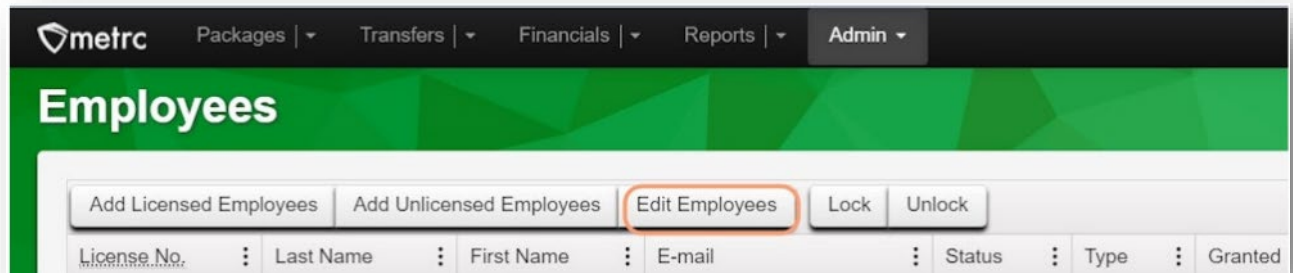 metrc Packages | Transfers | Financials | Reports | Admin
Employees
Add Licensed Employees Add Unlicensed Employees Edit Employees Lock Unlock
License No. Last Name First Name E-mail Status Type Granted